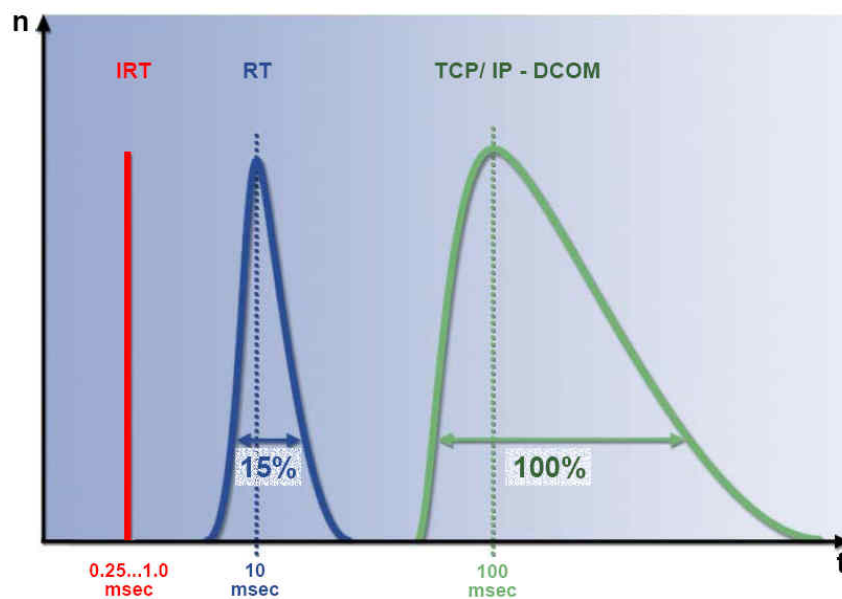 n
IRT
RT
TCP/ IP - DCOM
15%
100%
t
0.25...1.0
msec
10
msec
100
msec